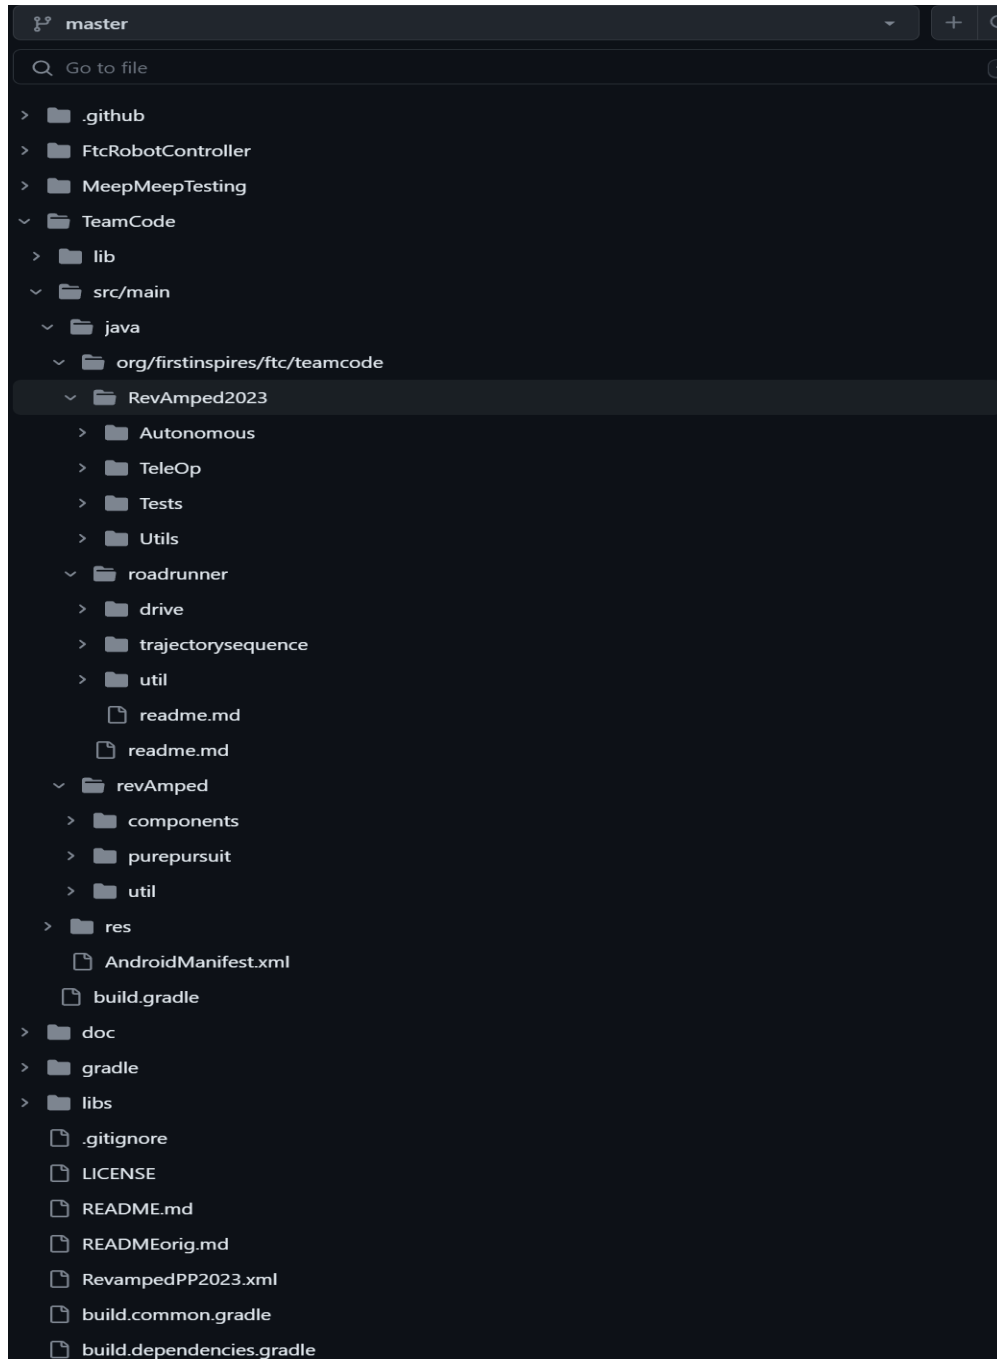 master
Go to file
.github
FtcRobotController
MeepMeepTesting
TeamCode
lib
src/main
java
org/firstinspires/ftc/teamcode
RevAmped2023
Autonomous
TeleOp
Tests
Utils
roadrunner
drive
trajectorysequence
util
readme.md
readme.md
revAmped
components
purepursuit
util
res
AndroidManifest.xml
build.gradle
doc
gradle
libs
.gitignore
LICENSE
README.md
READMEorig.md
RevampedPP2023.xml
build.common.gradle
build.dependencies.gradle